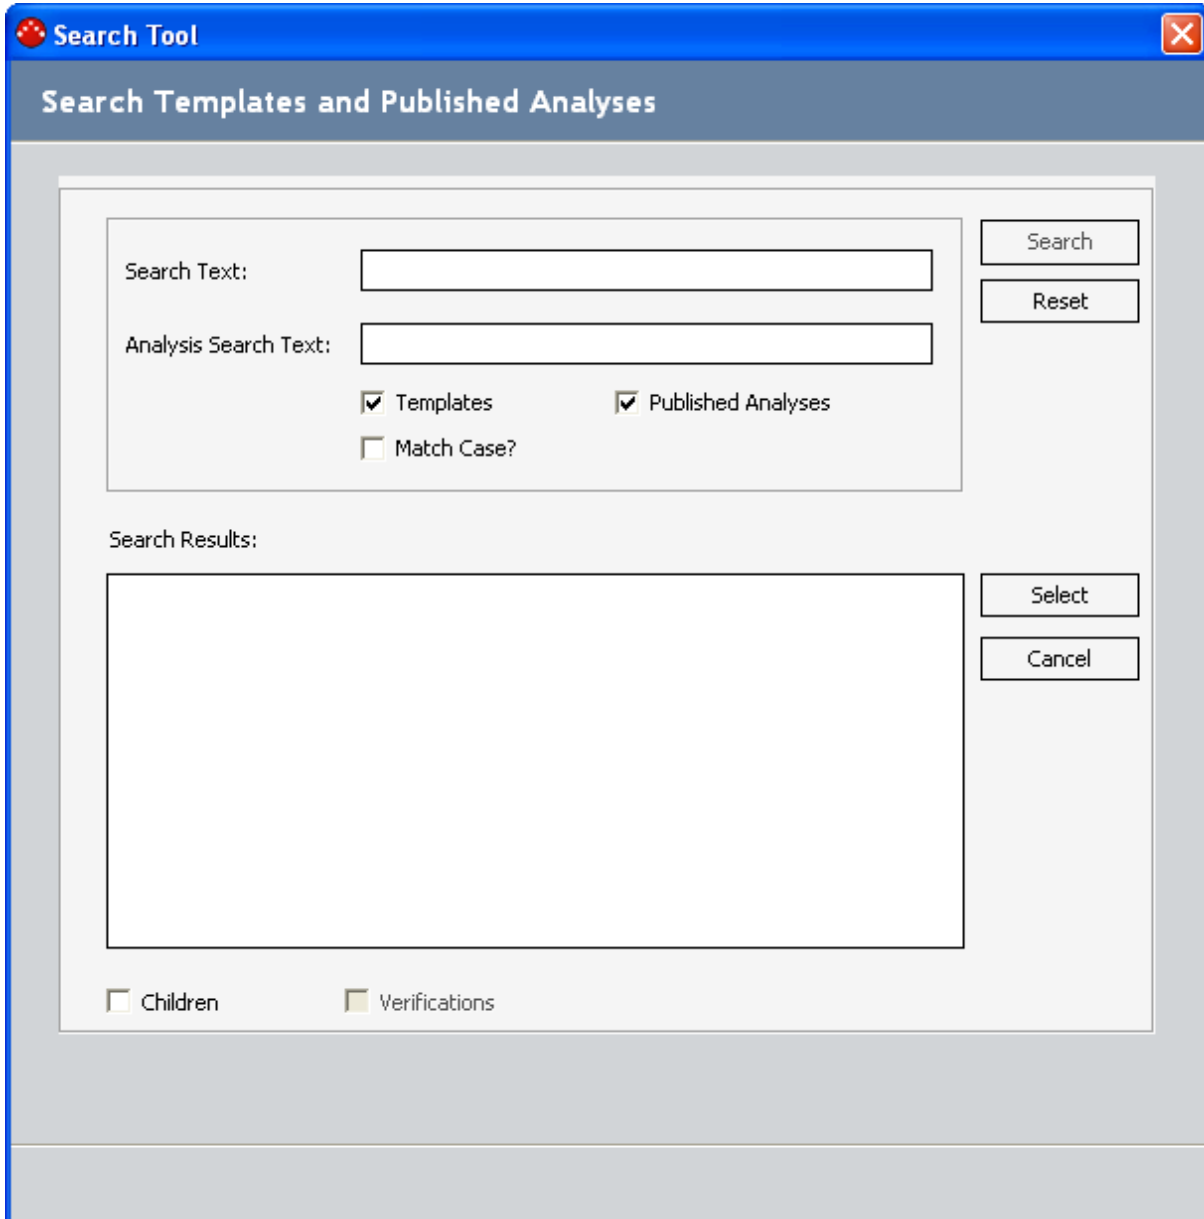 Search Tool
Search Templates and Published Analyses
Search Text:
Search
Reset
Analysis Search Text:
Templates
Published Analyses
Match Case?
Search Results:
Select
Cancel
Children
Verifications